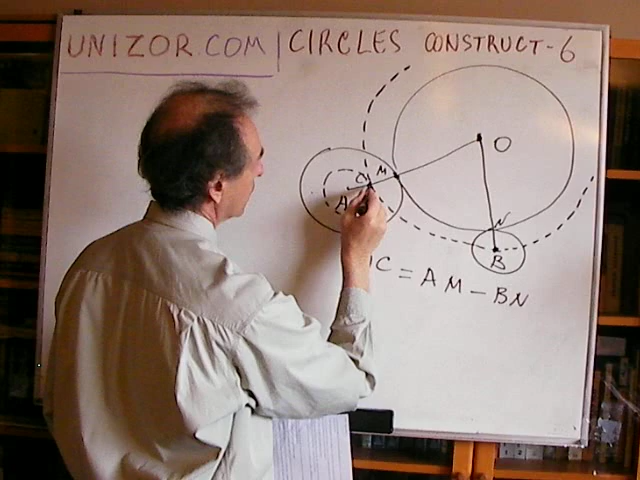 UNIZOR.COM | CIRCLES CONSTRUCT-6
O
C M
A
N
B
C = AM - BN